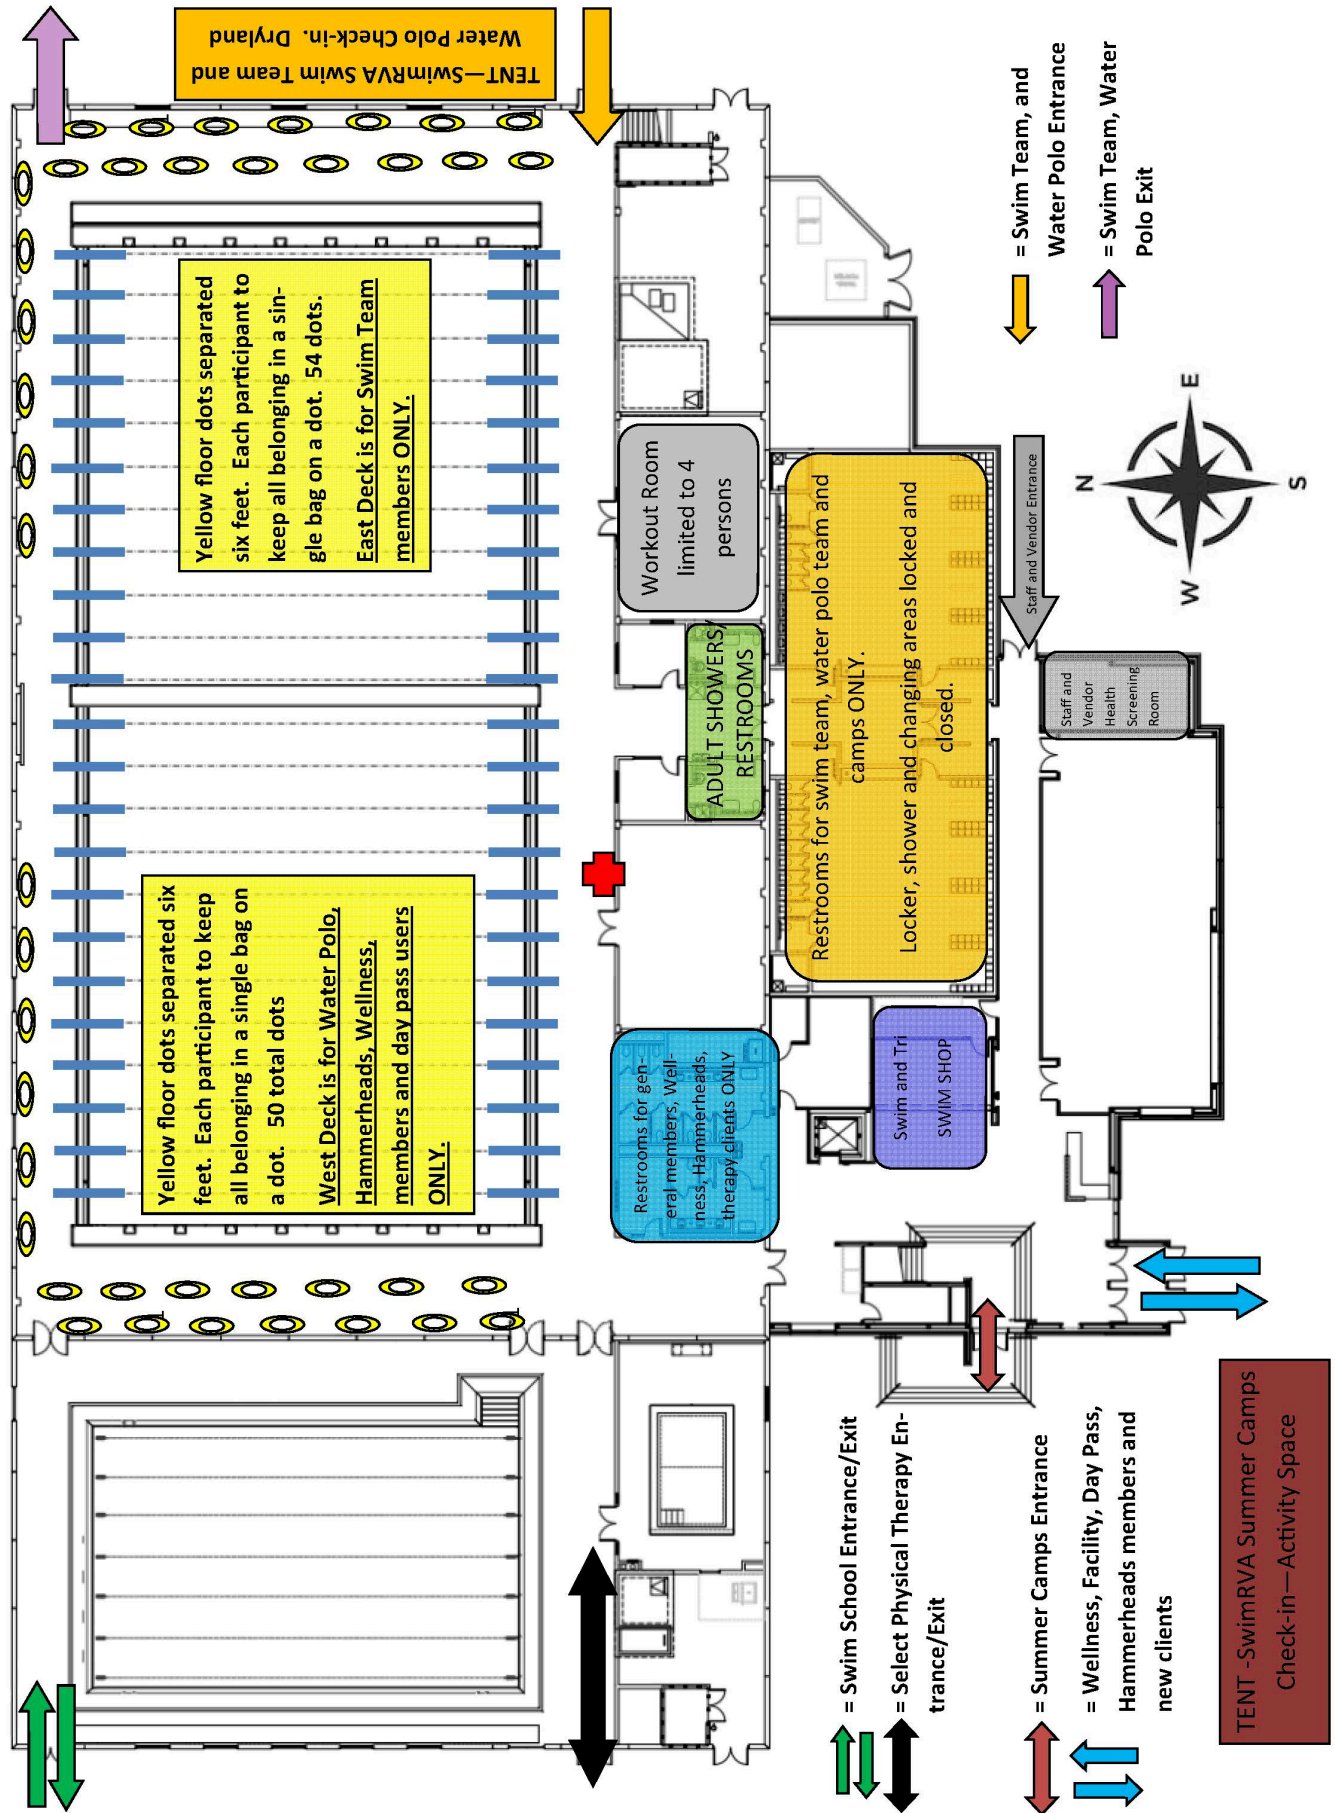 TENT—SwimRVA Swim Team and
Water Polo Check-in.  Dryland
Yellow floor dots separated six
feet. Each participant to keep
all belonging in a single bag on
a dot.  50 total dots
West Deck is for Water Polo,
Hammerheads, Wellness,
members and day pass users
ONLY.
Yellow floor dots separated
six feet. Each participant to
keep all belonging in a sin-
gle bag on a dot.  54 dots.
East Deck is for Swim Team
members ONLY.
Restrooms for gen-
eral members, Well-
ness, Hammerheads,
therapy clients ONLY
ADULT SHOWERS/
RESTROOMS
Workout Room
limited to 4
persons
Restrooms for swim team, water polo team and
camps ONLY.
Locker, shower and changing areas locked and
closed.
Swim and Tri
SWIM SHOP
Staff and
Vendor
Health
Screening
Room
Staff and Vendor Entrance
= Swim Team, and
Water Polo Entrance
= Swim Team, Water
Polo Exit
N
E
S
W
= Swim School Entrance/Exit
= Select Physical Therapy En-
trance/Exit
= Summer Camps Entrance
= Wellness, Facility, Day Pass,
Hammerheads members and
new clients
TENT -SwimRVA Summer Camps
Check-in—Activity Space